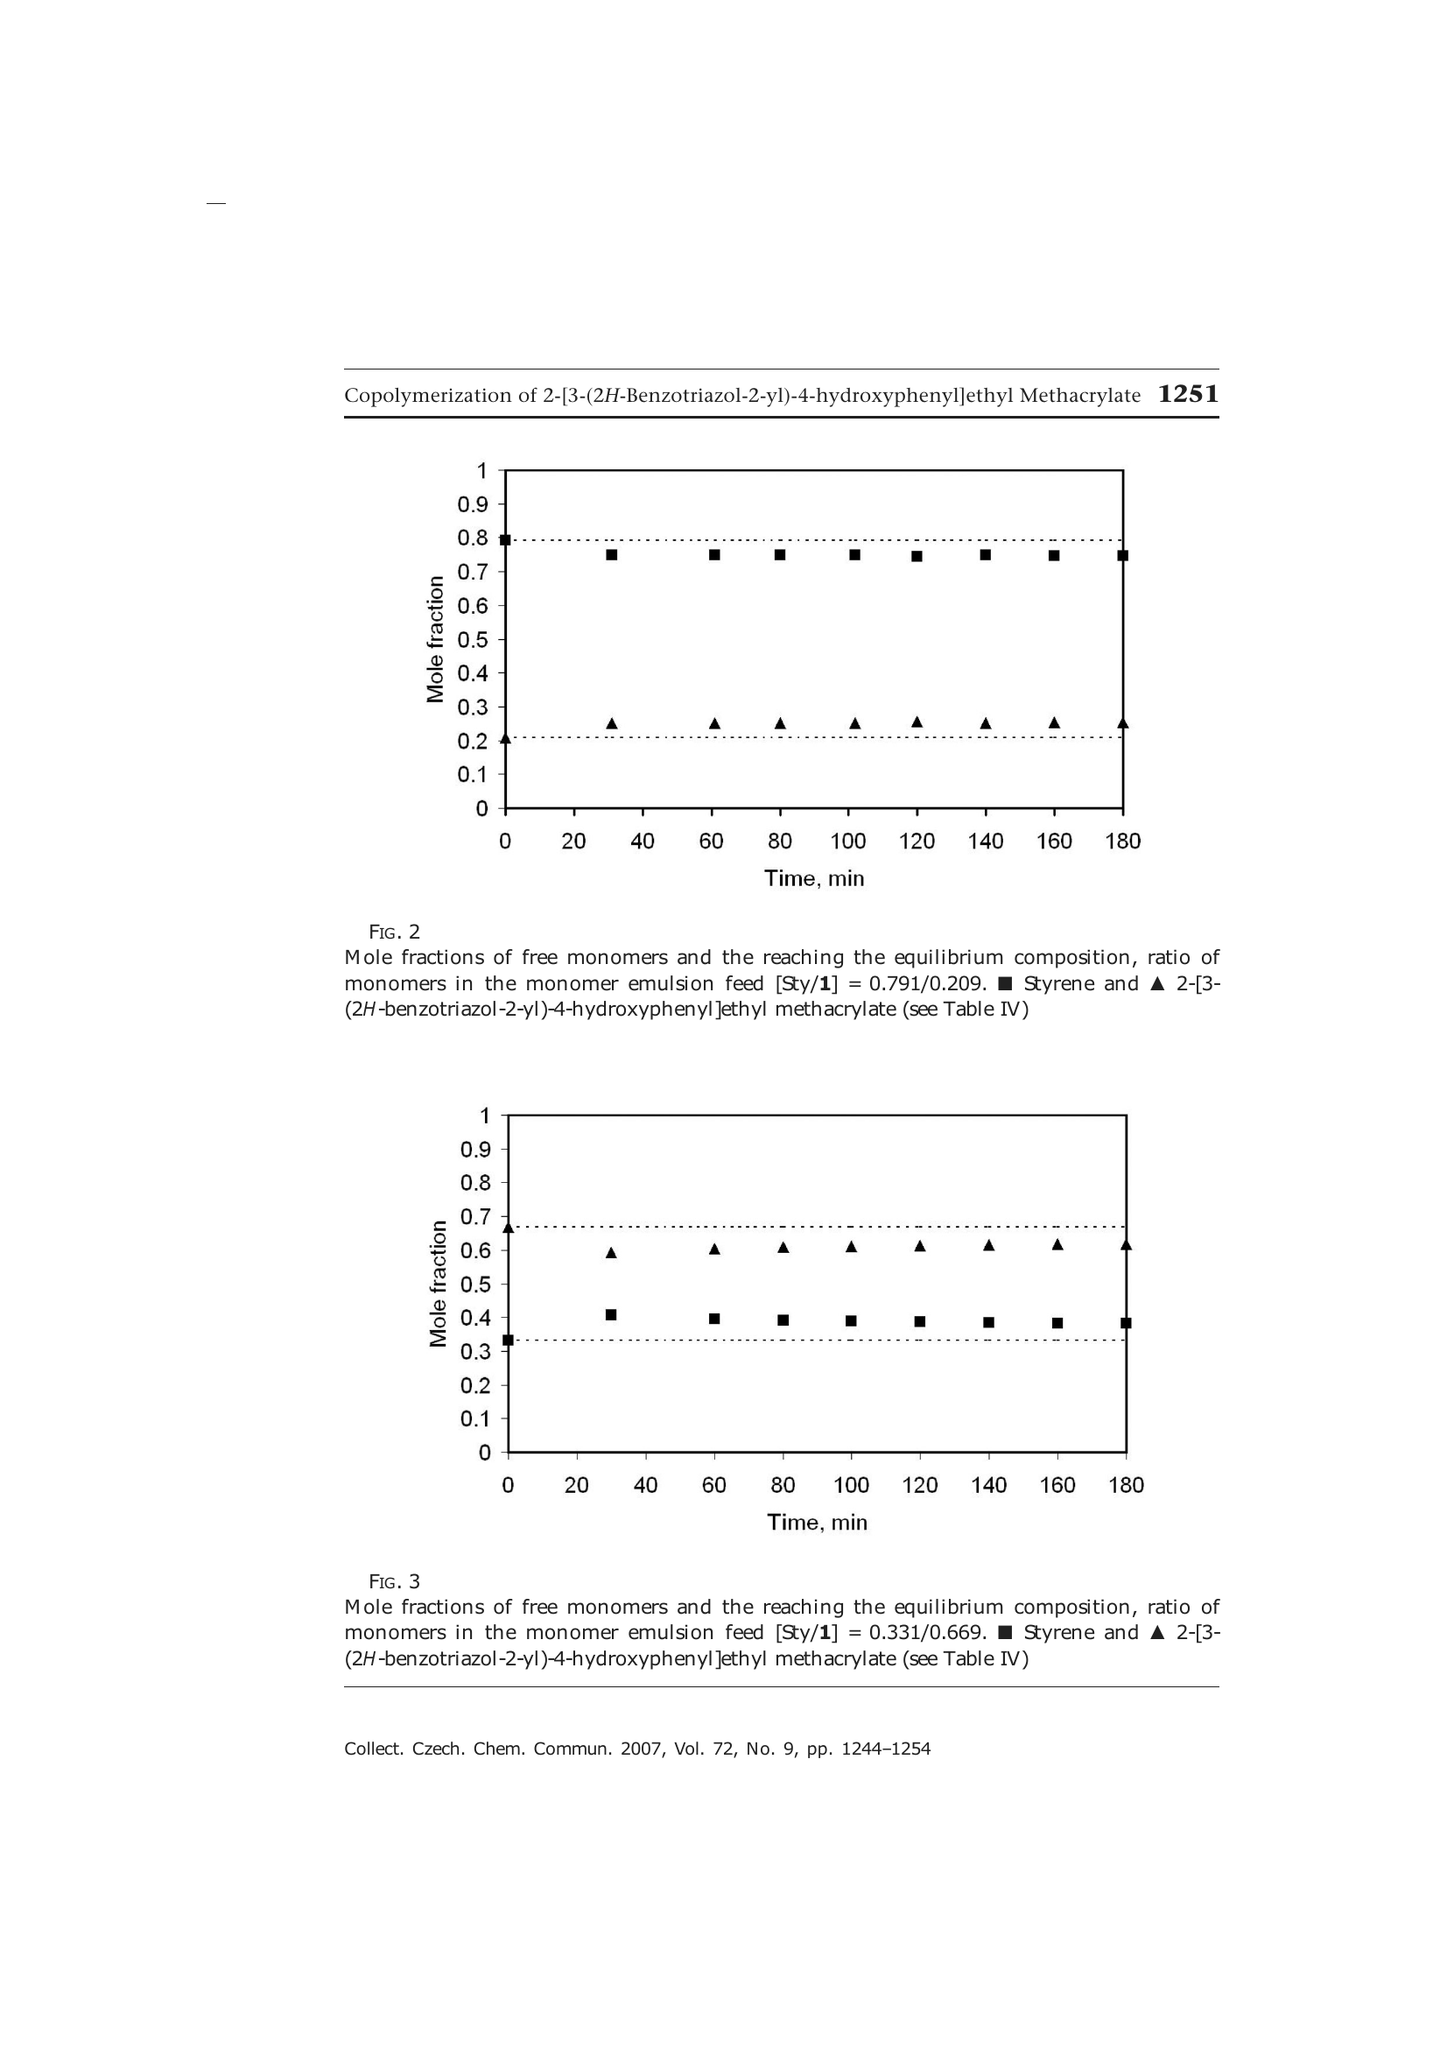 Copolymerization of 2-[3-(2H-Benzotriazol-2-yl)-4-hydroxyphenyl]ethyl Methacrylate 1251
1
0.9
0.8
0.7
0.6
0.5
0.4
0.3
0.2
0.1
0
Mole fraction
0 20 40 60 80 100 120 140 160 180
Time, min
FIG. 2
Mole fractions of free monomers and the reaching the equilibrium composition, ratio of
monomers in the monomer emulsion feed [Sty/1] = 0.791/0.209. ■ Styrene and ▲ 2-[3-
(2H-benzotriazol-2-yl)-4-hydroxyphenyl]ethyl methacrylate (see Table IV)
1
0.9
0.8
0.7
0.6
0.5
0.4
0.3
0.2
0.1
0
Mole fraction
0 20 40 60 80 100 120 140 160 180
Time, min
FIG. 3
Mole fractions of free monomers and the reaching the equilibrium composition, ratio of
monomers in the monomer emulsion feed [Sty/1] = 0.331/0.669. ■ Styrene and ▲ 2-[3-
(2H-benzotriazol-2-yl)-4-hydroxyphenyl]ethyl methacrylate (see Table IV)
Collect. Czech. Chem. Commun. 2007, Vol. 72, No. 9, pp. 1244–1254